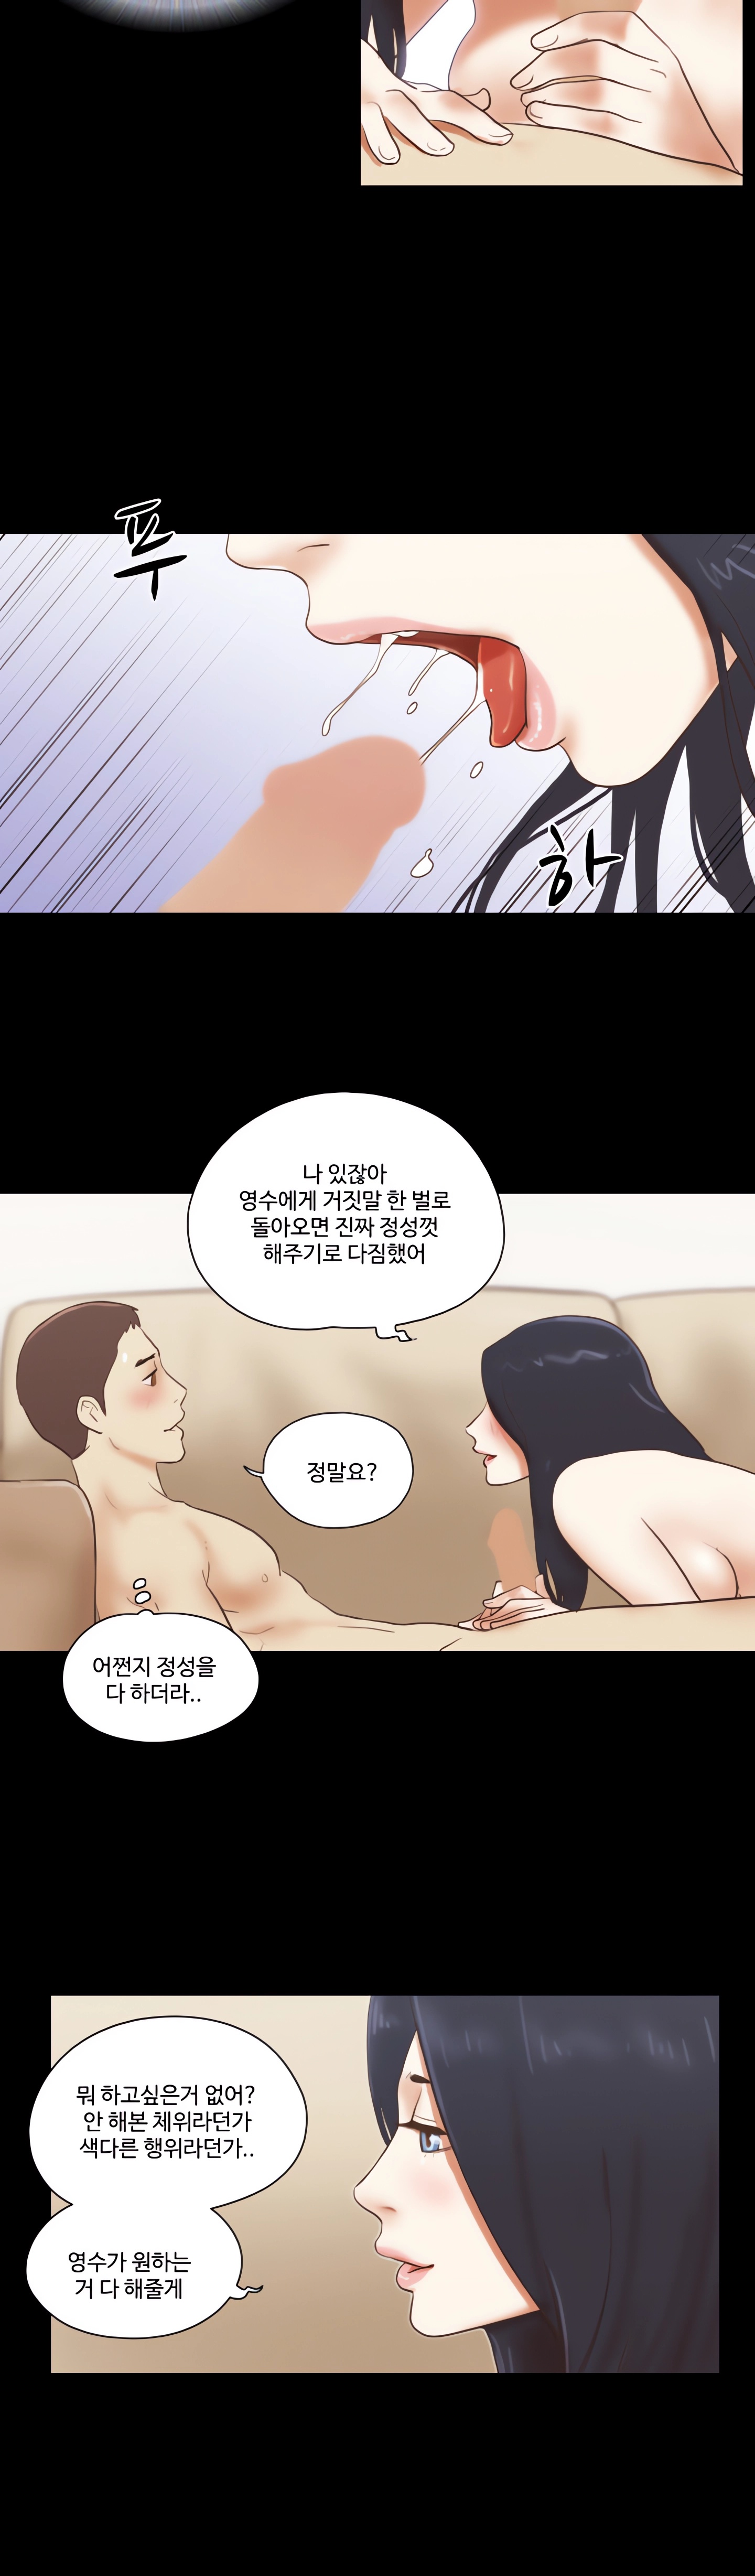 푸
하
나 있잖아
영수에게 거짓말 한 벌로
돌아오면 진짜 정성껏
해주기로 다짐했어
정말요?
어쩐지 정성을
다 하더라..
뭐 하고싶은거 없어?
안 해본 체위라던가
색다른 행위라던가..
영수가 원하는
거 다 해줄게